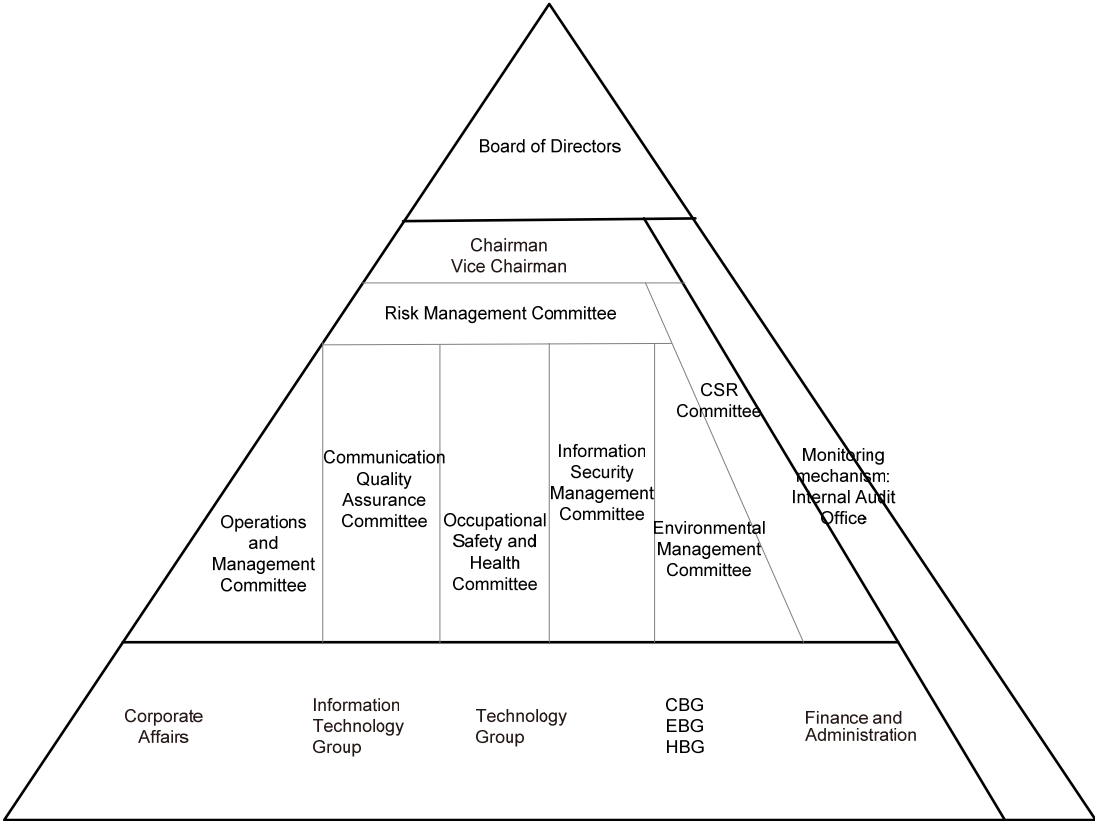 Board of Directors
Chairman
Vice Chairman
Risk Management Committee
CSR
Committee
Monitoring
mechanism:
Internal Audit
Office
Operations
and
Management
Committee
Communication
Quality
Assurance
Committee
Occupational
Safety and
Health
Committee
Information
Security
Management
Committee
Environmental
Management
Committee
Corporate
Affairs
Information
Technology
Group
Technology
Group
CBG
EBG
HBG
Finance and
Administration